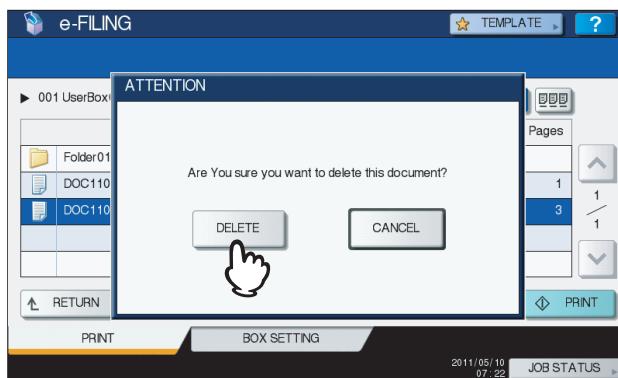 e-FILING
TEMPLATE
?
001 UserBox
ATTENTION
Pages
Folder01
Are You sure you want to delete this document?
DOC110
1
1
DOC110
3
1
DELETE
CANCEL
RETURN
PRINT
PRINT
BOX SETTING
2011/05/10
07 : 22
JOB STATUS